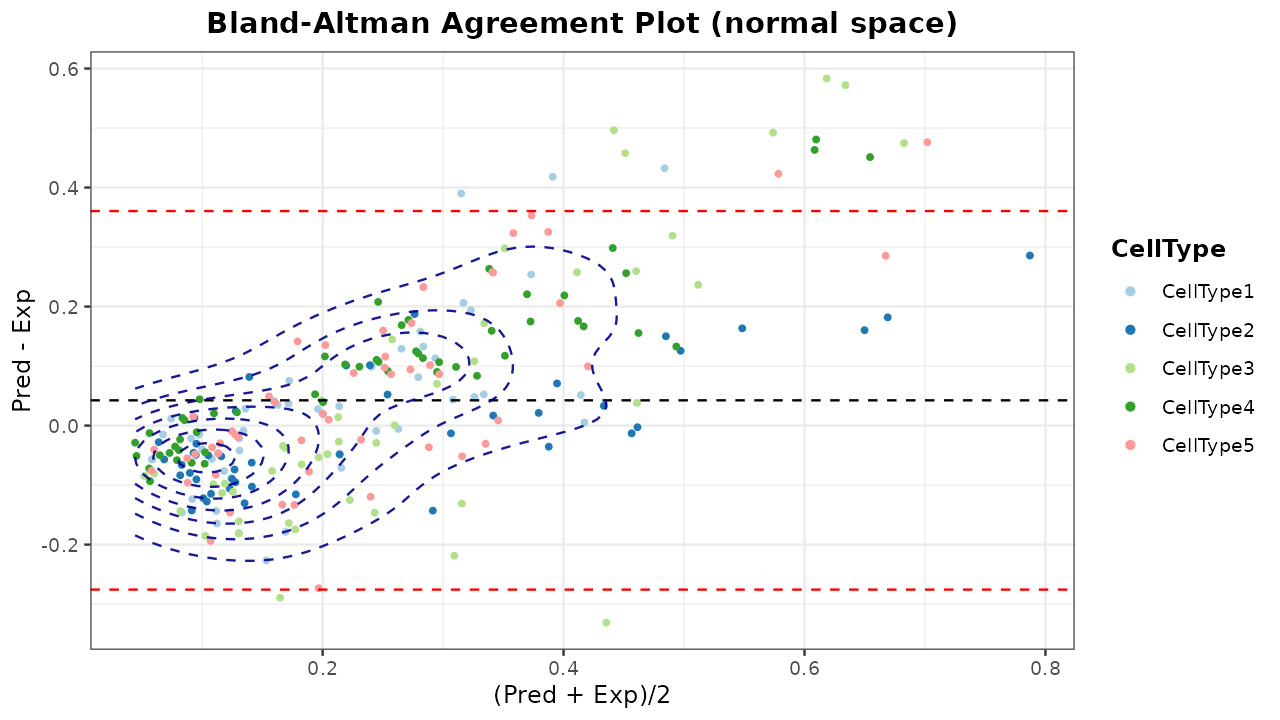 Bland-Altman Agreement Plot (normal space)
Pred - Exp
0.6
0.4
0.2
0.0
-0.2
0.2
0.4
0.6
0.8
(Pred + Exp)/2
CellType
CellType1
CellType2
CellType3
CellType4
CellType5